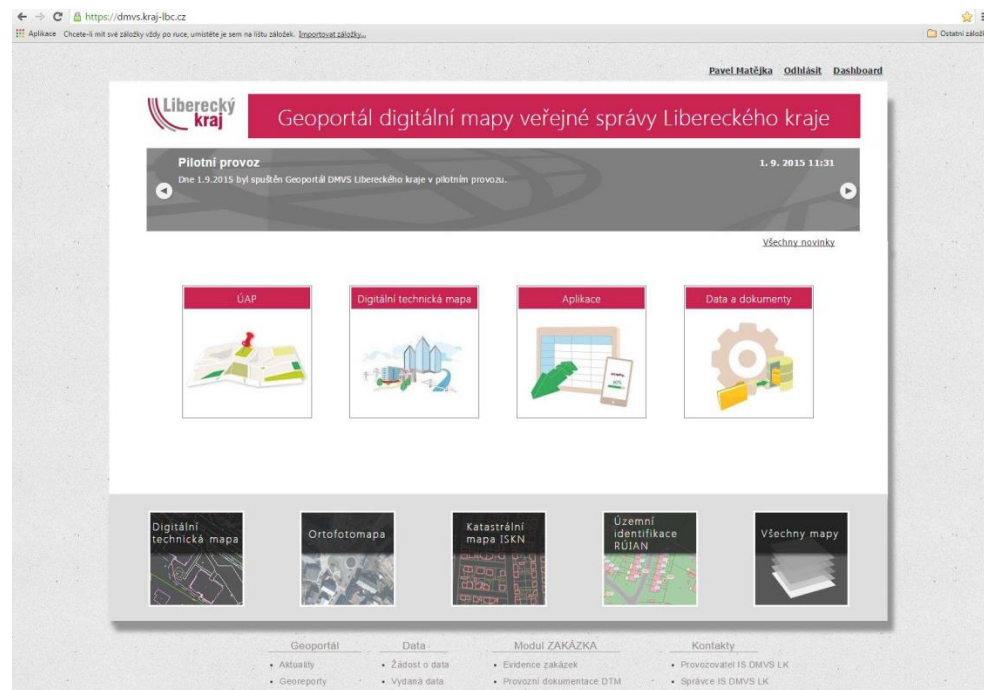 https://dmvs.kraj-lbc.cz
Aplikace Chcete-li mít své záložky vždy po ruce, umístěte je sem na lištu záložek. Importovat záložky...
Ostatní zálož
Pavel Matějka Odhlásit Dashboard
Liberecký
kraj
Geoportál digitální mapy veřejné správy Libereckého kraje
Pilotní provoz 1. 9. 2015 11:31
Dne 1.9.2015 byl spuštěn Geoportál DMVS Libereckého kraje v pilotním provozu.
Všechny novinky
ÚAP Digitální technická mapa Aplikace Data a dokumenty
Digitální
technická mapa
Ortofotomapa
Katastrální
mapa ISKN
Územní
identifikace
RÚIAN
Všechny mapy
Geoportál Data Modul ZAKÁZKA Kontakty
• Aktuality • Žádost o data • Evidence zakázek • Provozovatel IS DMVS LK
• Georeporty • Vydaná data • Provozní dokumentace DTM • Správce IS DMVS LK